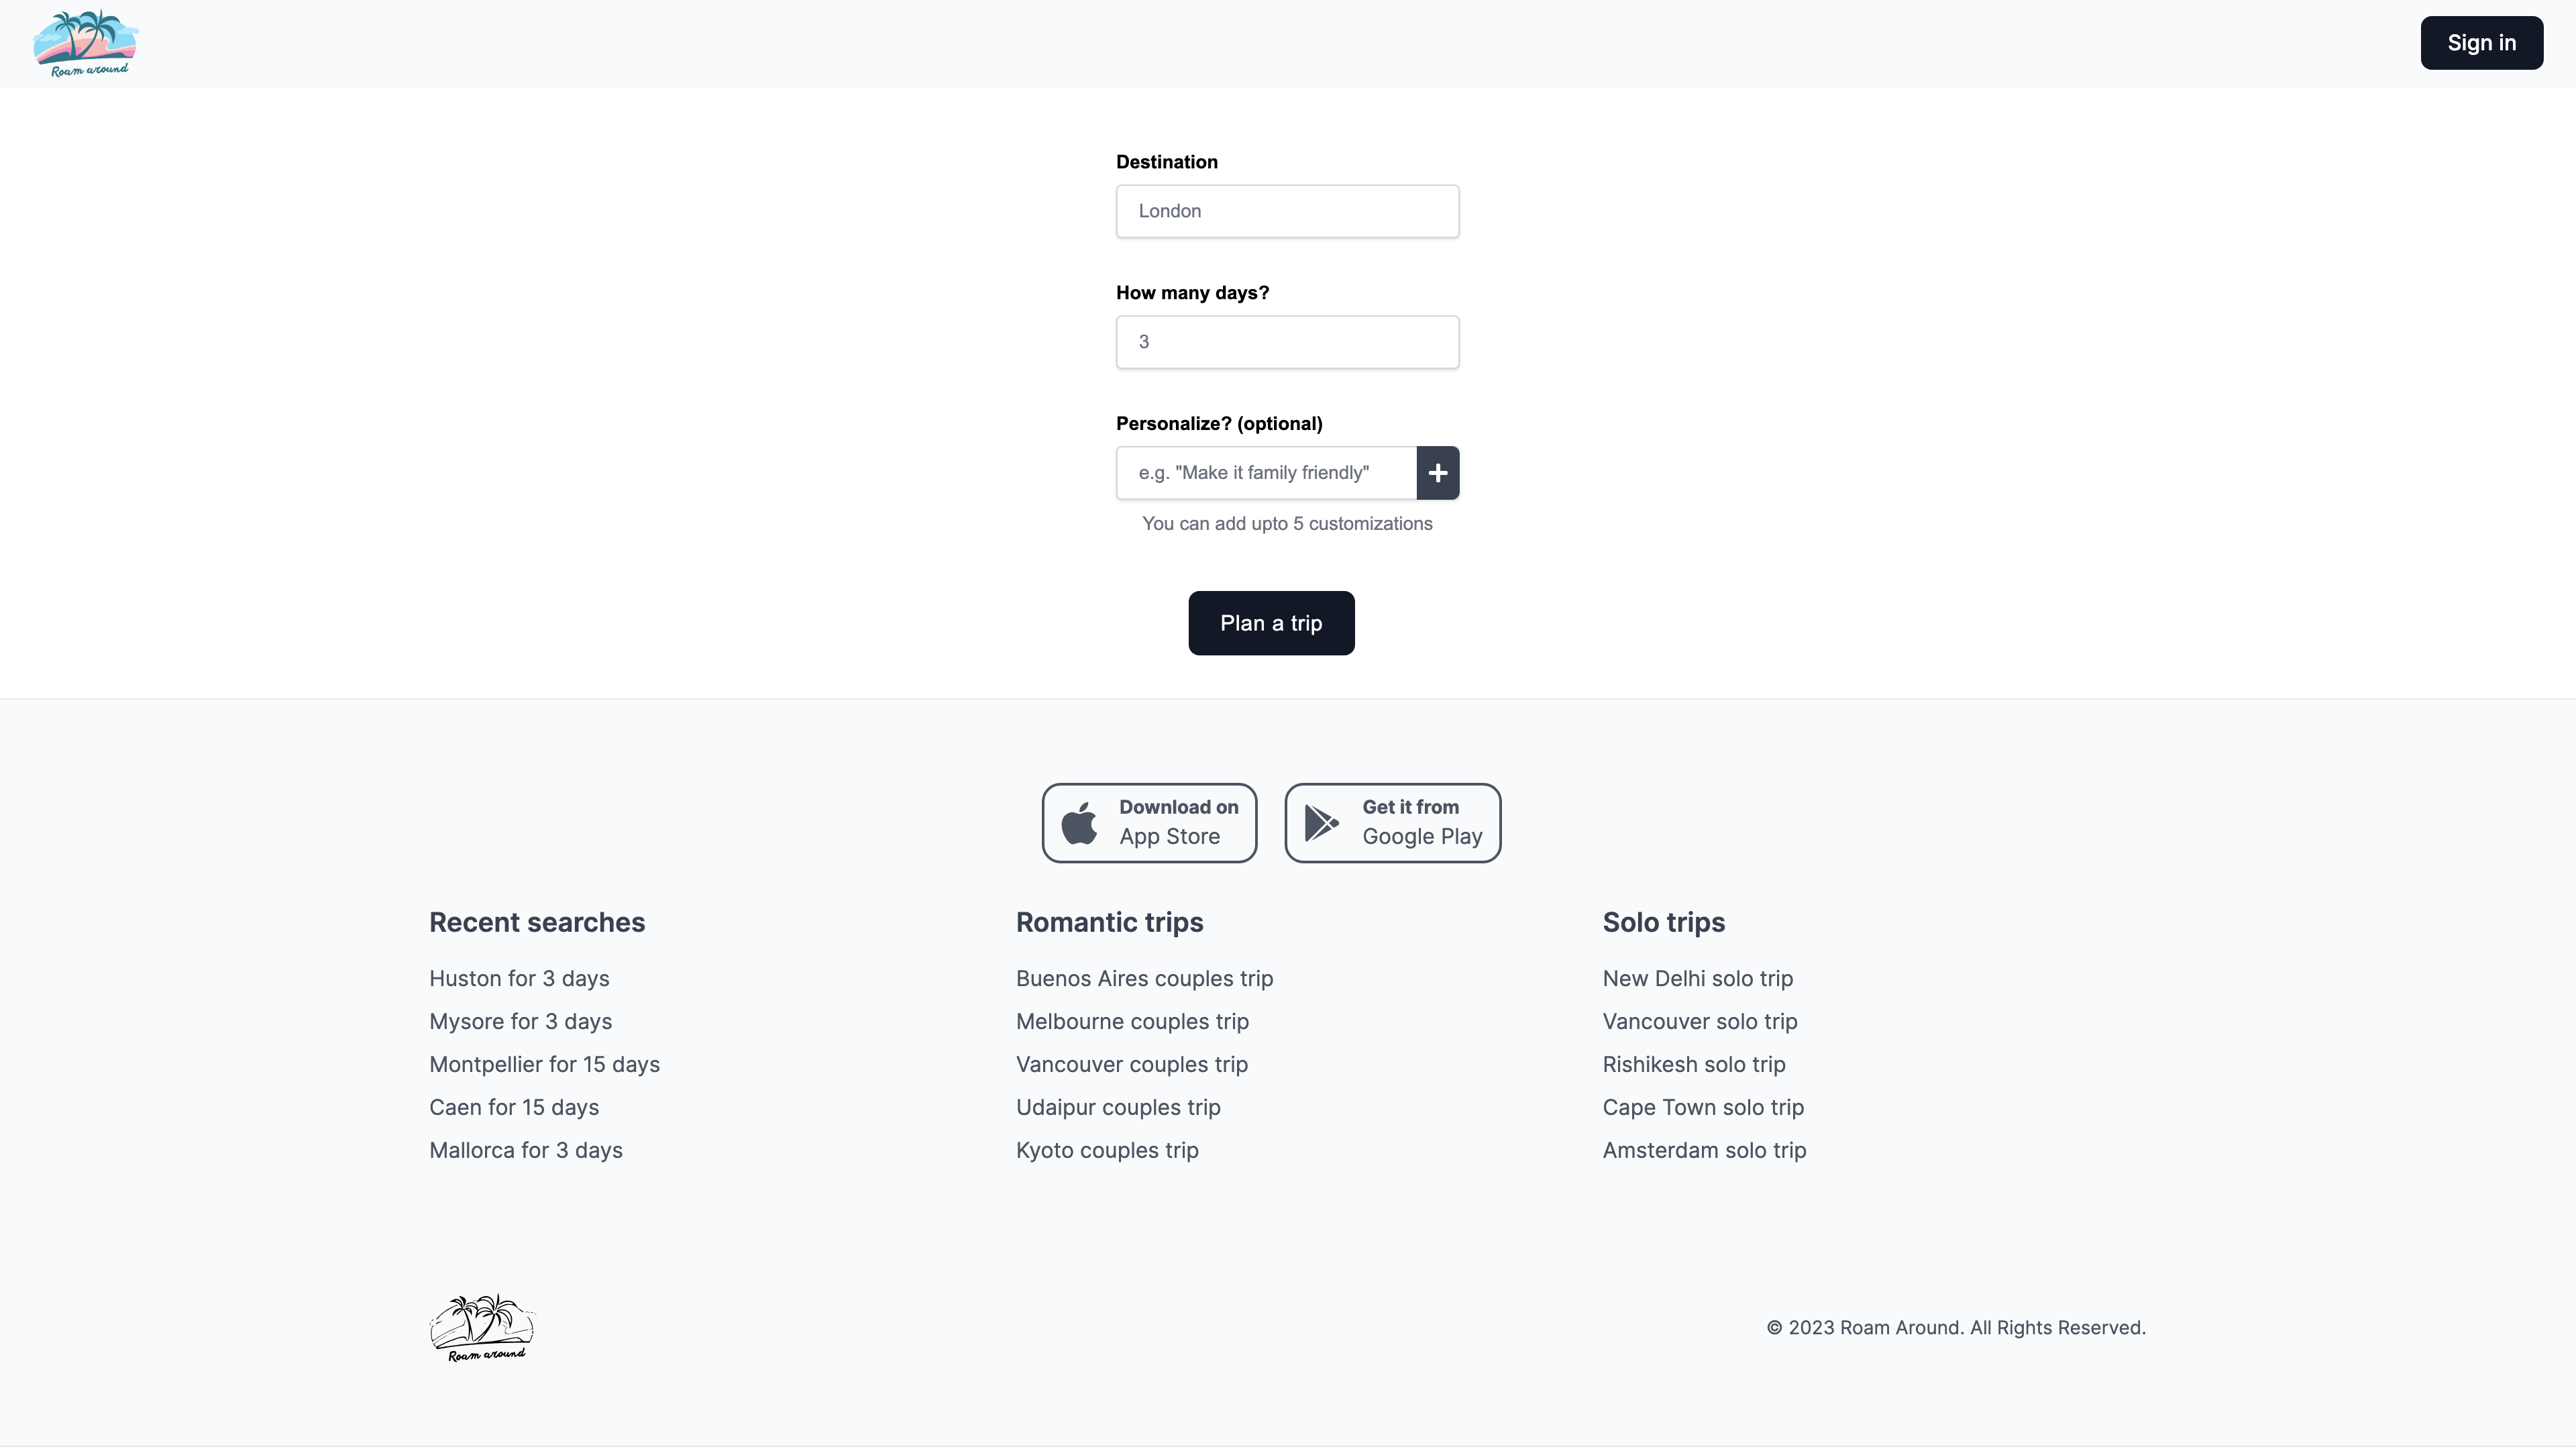 Roam around
Sign in
Destination
London
How many days?
3
Personalize? (optional)
e.g. "Make it family friendly"
You can add upto 5 customizations
Plan a trip
Download on
App Store
Get it from
Google Play
Recent searches
Huston for 3 days
Mysore for 3 days
Montpellier for 15 days
Caen for 15 days
Mallorca for 3 days
Romantic trips
Buenos Aires couples trip
Melbourne couples trip
Vancouver couples trip
Udaipur couples trip
Kyoto couples trip
Solo trips
New Delhi solo trip
Vancouver solo trip
Rishikesh solo trip
Cape Town solo trip
Amsterdam solo trip
Roam around
© 2023 Roam Around. All Rights Reserved.